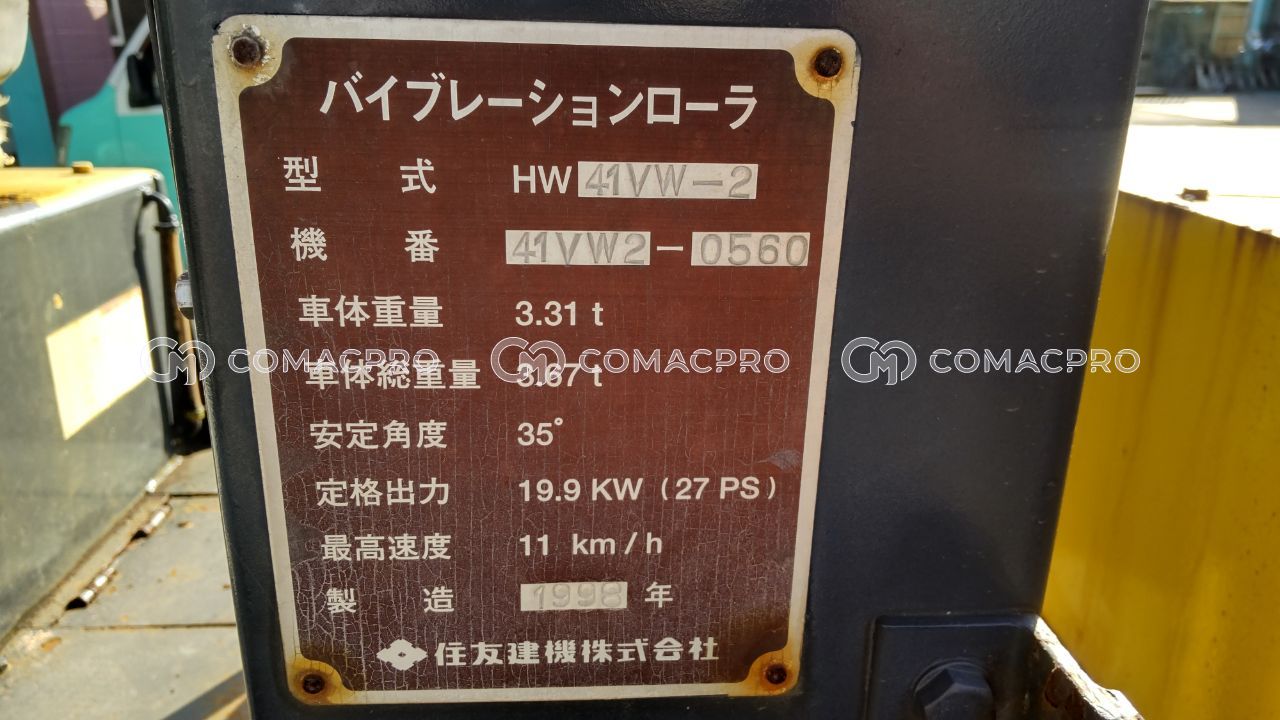 バイブレーションローラ
型 式 HW 41VW-2
機 番 41VW2-0560
車体重量 3.31 t
車体総重量 3.67 t
COMACPRO COMACPRO COMACPRO
安定角度 35°
定格出力 19.9 KW (27 PS)
最高速度 11 km/h
製 造 1998 年
住友建機株式会社